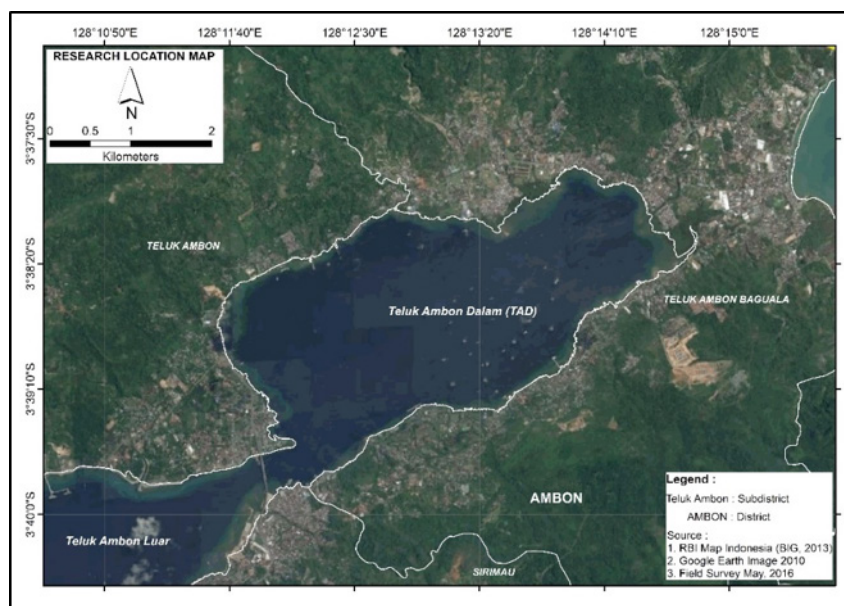 128°10'50"E 128°11'40"E 128°12'30"E 128°13'20"E 128°14'10"E 128°15'0"E
RESEARCH LOCATION MAP
N
0 0.5 1 2
Kilometers
3°37'30"S
3°38'20"S
3°39'10"S
3°40'0"S
TELUK AMBON
TELUK AMBON BAGUALA
Teluk Ambon Dalam (TAD)
AMBON
Teluk Ambon Luar
SIRIMAU
Legend :
Teluk Ambon : Subdistrict
AMBON : District
Source :
1. RBI Map Indonesia (BIG, 2013)
2. Google Earth Image 2010
3. Field Survey May. 2016